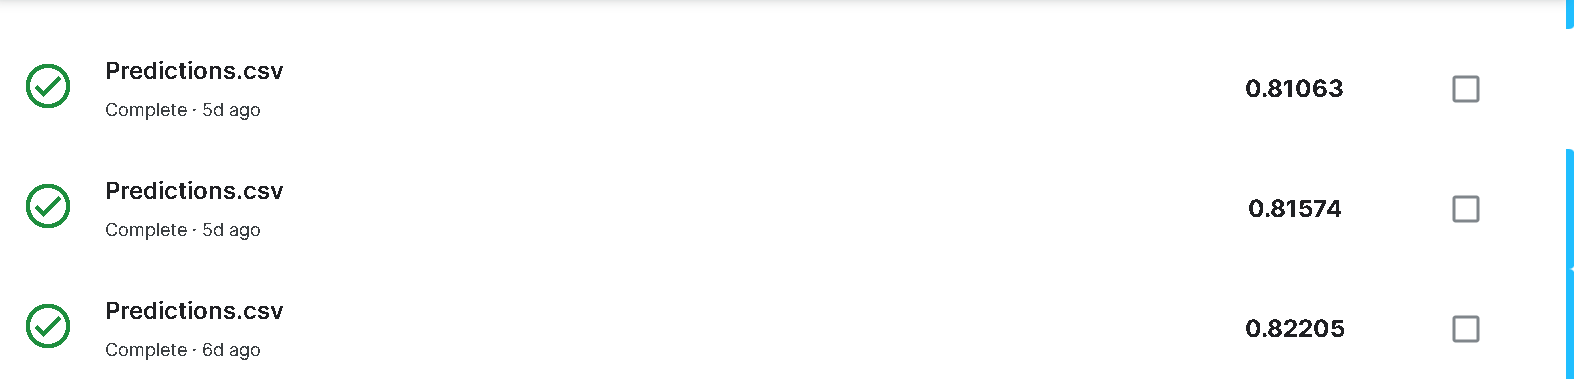 Predictions.csv
0.81063
Complete · 5d ago
Predictions.csv
0.81574
Complete · 5d ago
Predictions.csv
0.82205
Complete · 6d ago